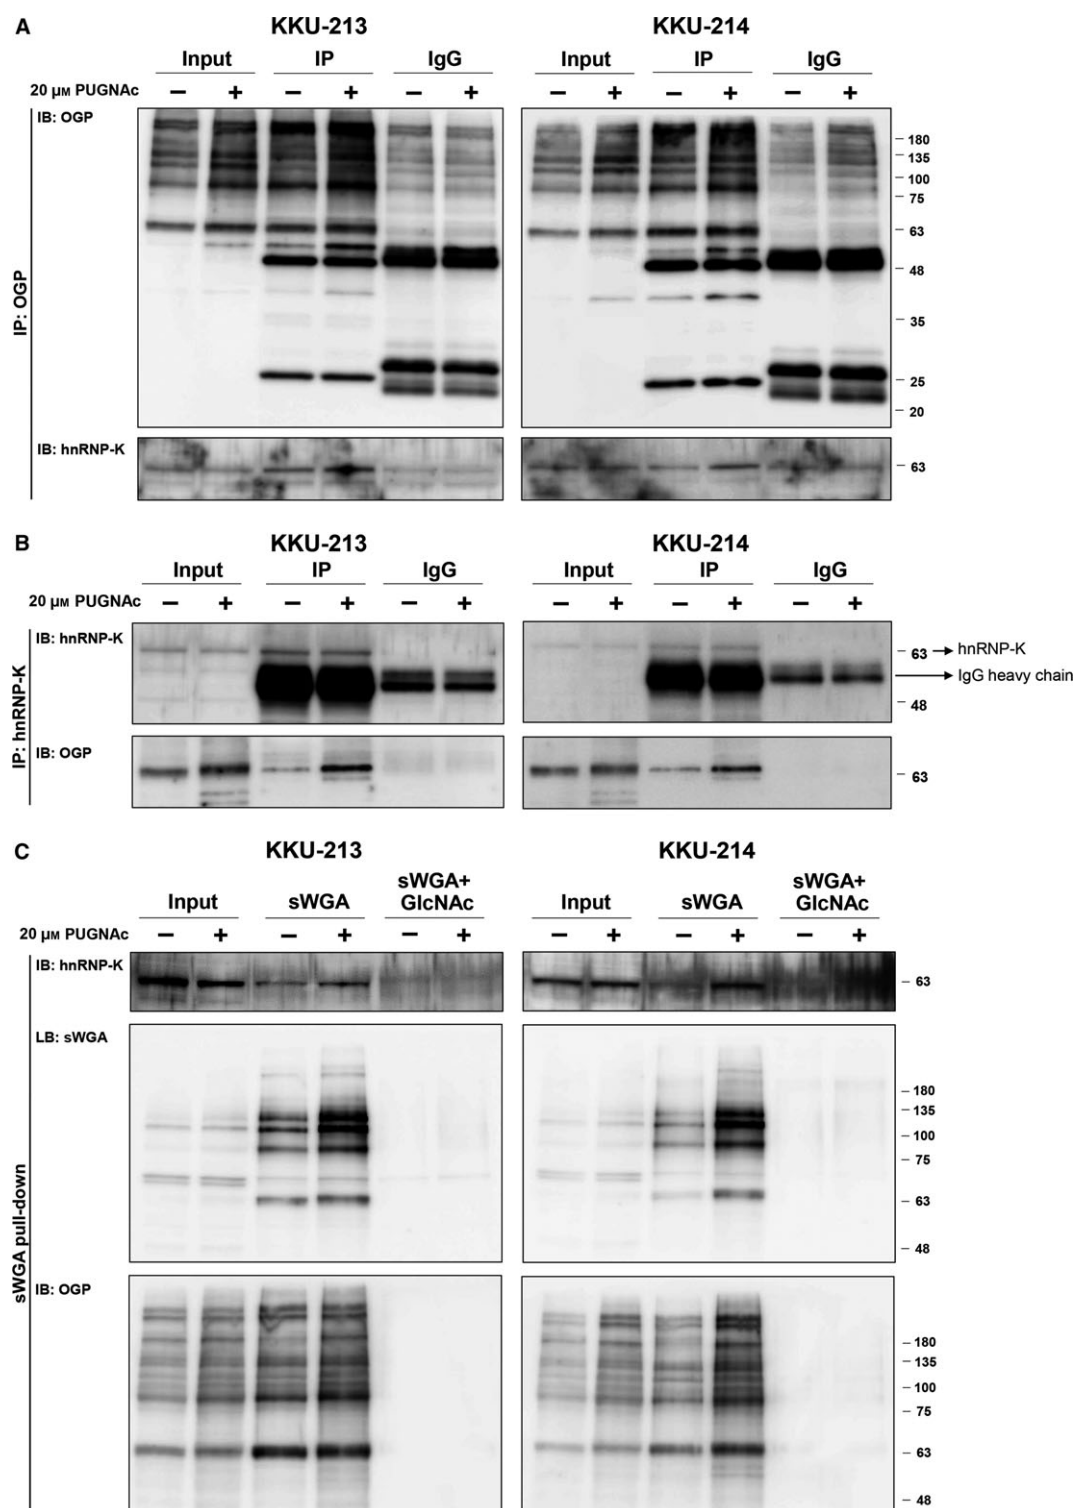 A
KKU-213 KKU-214
Input IP IgG Input IP IgG
20 µM PUGNAc − + − + − + − + − + − +
IP: OGP
IB: OGP
180
135
100
75
63
48
35
25
20
IB: hnRNP-K
63
B
KKU-213 KKU-214
Input IP IgG Input IP IgG
20 µM PUGNAc − + − + − + − + − + − +
IP: hnRNP-K
IB: hnRNP-K
63 → hnRNP-K
IgG heavy chain
48
IB: OGP
63
C
KKU-213 KKU-214
Input sWGA sWGA+ GlcNAc Input sWGA sWGA+ GlcNAc
20 µM PUGNAc − + − + − + − + − + − +
sWGA pull-down
IB: hnRNP-K
63
LB: sWGA
180
135
100
75
63
48
IB: OGP
180
135
100
75
63
48